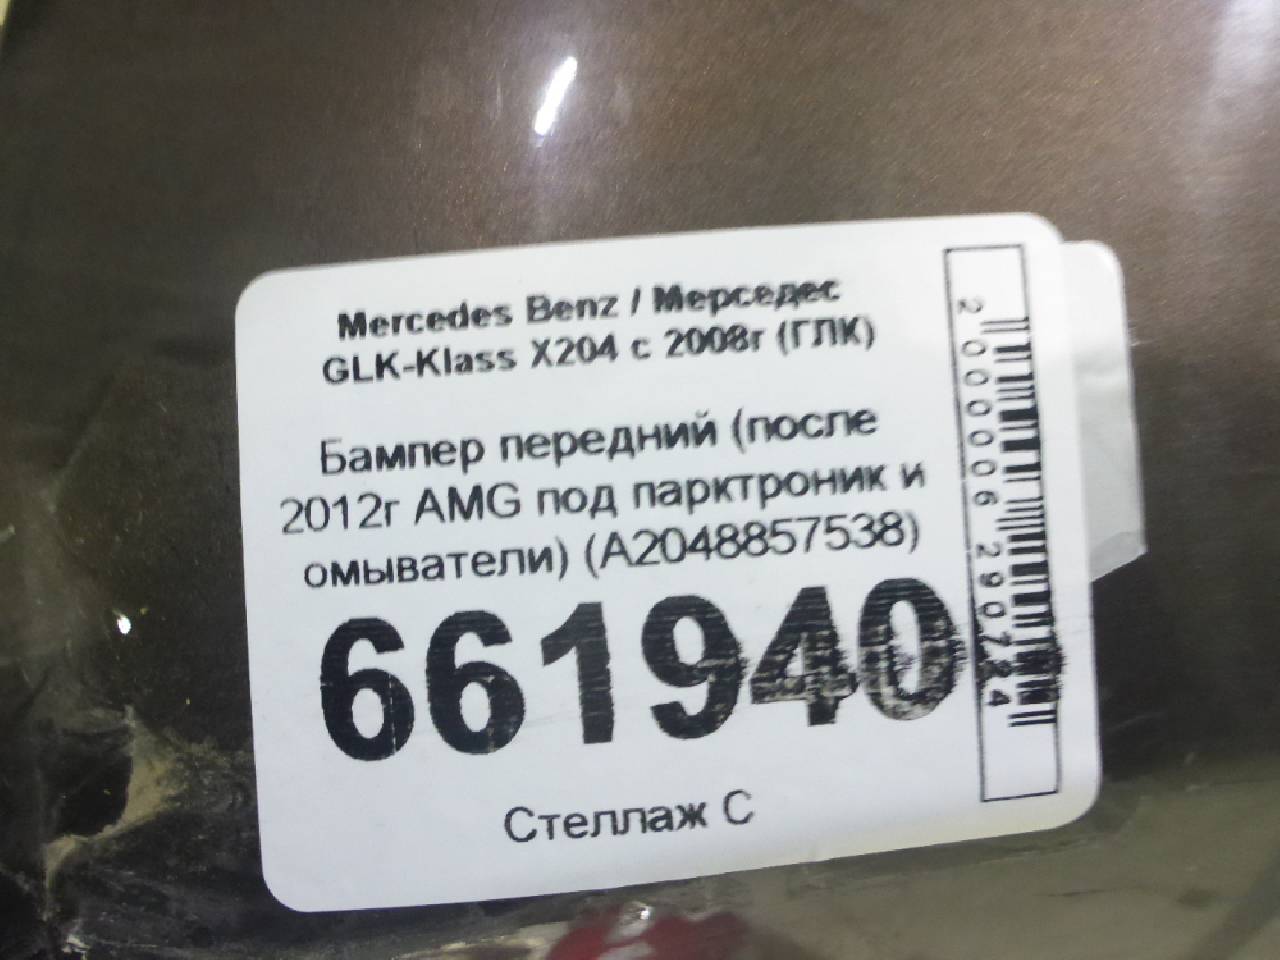 Mercedes Benz / Мерседес
GLK-Klass X204 с 2008г (ГЛК)
Бампер передний (после
2012г AMG под парктроник и
омыватели) (A2048857538)
661940
Стеллаж С
2000006290724